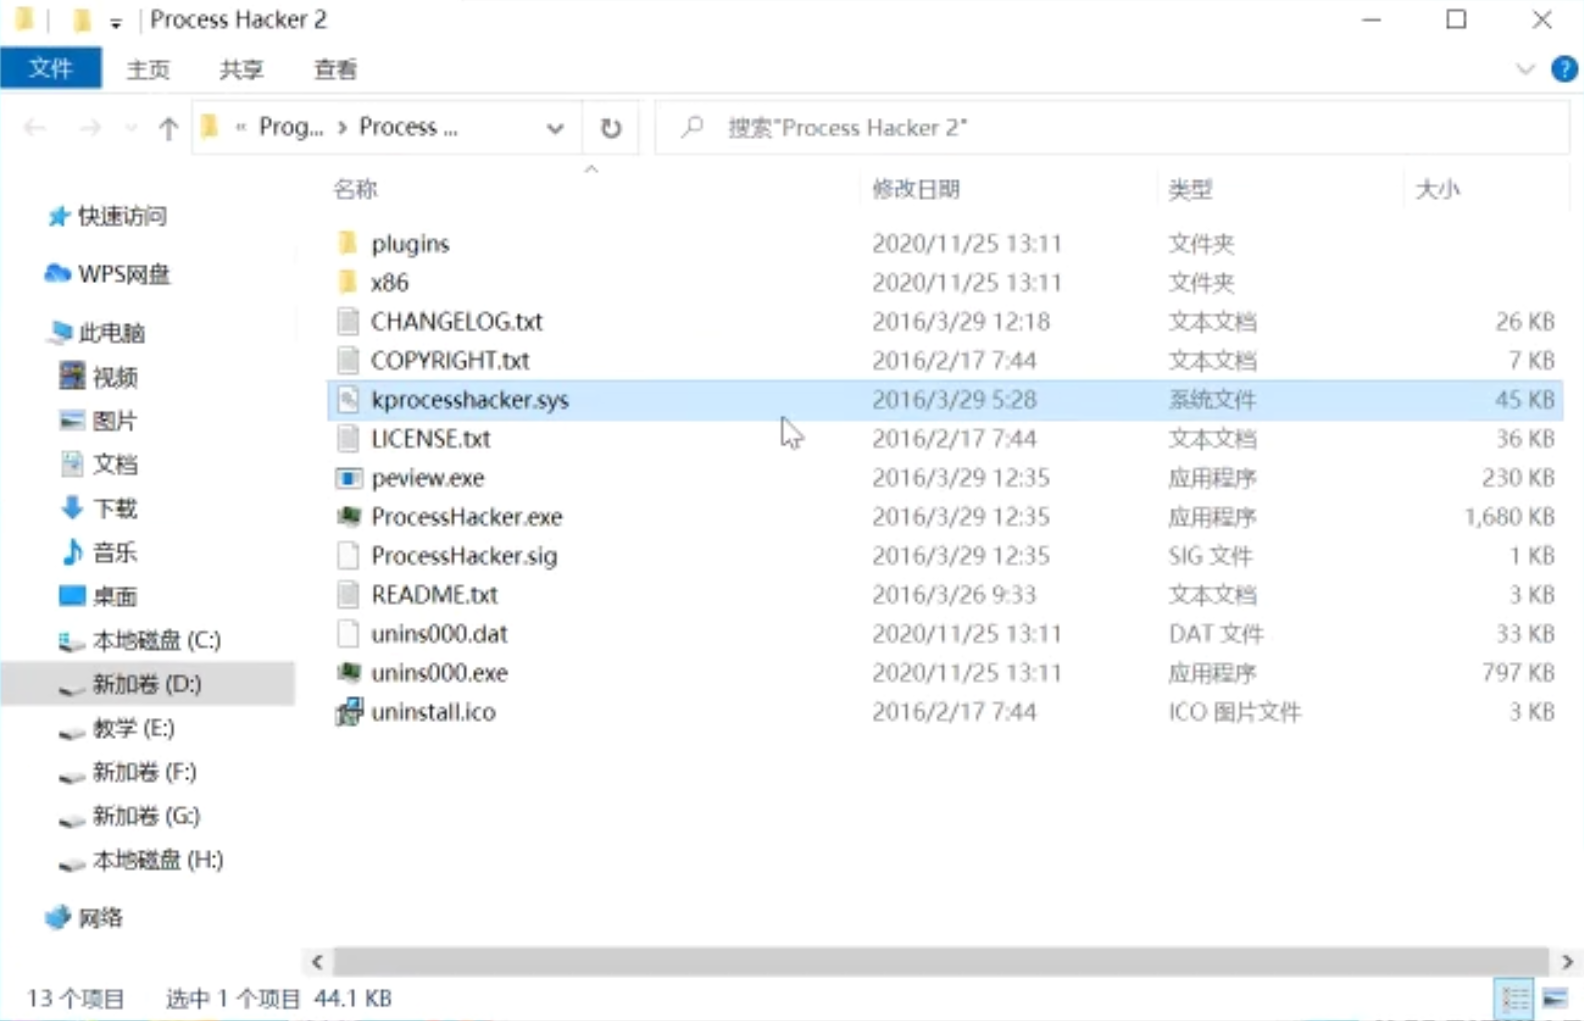 Process Hacker 2
文件 主页 共享 查看
« Prog... › Process ... 搜索"Process Hacker 2"
名称 修改日期 类型 大小
快速访问
WPS网盘
此电脑
视频
图片
文档
下载
音乐
桌面
本地磁盘 (C:)
新加卷 (D:)
教学 (E:)
新加卷 (F:)
新加卷 (G:)
本地磁盘 (H:)
网络
plugins 2020/11/25 13:11 文件夹
x86 2020/11/25 13:11 文件夹
CHANGELOG.txt 2016/3/29 12:18 文本文档 26 KB
COPYRIGHT.txt 2016/2/17 7:44 文本文档 7 KB
kprocesshacker.sys 2016/3/29 5:28 系统文件 45 KB
LICENSE.txt 2016/2/17 7:44 文本文档 36 KB
peview.exe 2016/3/29 12:35 应用程序 230 KB
ProcessHacker.exe 2016/3/29 12:35 应用程序 1,680 KB
ProcessHacker.sig 2016/3/29 12:35 SIG 文件 1 KB
README.txt 2016/3/26 9:33 文本文档 3 KB
unins000.dat 2020/11/25 13:11 DAT 文件 33 KB
unins000.exe 2020/11/25 13:11 应用程序 797 KB
uninstall.ico 2016/2/17 7:44 ICO 图片文件 3 KB
13 个项目 选中 1 个项目 44.1 KB